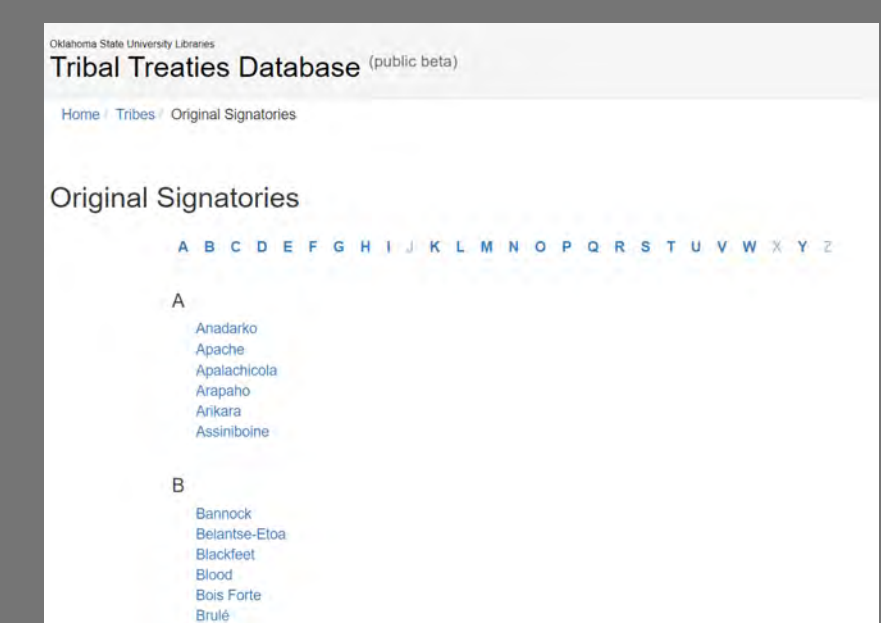 Oklahoma State University Libraries
Tribal Treaties Database (public beta)
Home / Tribes / Original Signatories
Original Signatories
A B C D E F G H I J K L M N O P Q R S T U V W X Y Z
A
Anadarko
Apache
Apalachicola
Arapaho
Arikara
Assiniboine
B
Bannock
Belantse-Etoa
Blackfeet
Blood
Bois Forte
Brulé